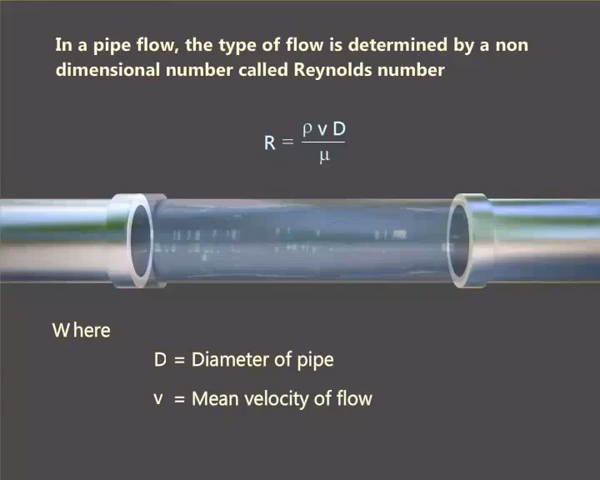 In a pipe flow, the type of flow is determined by a non
dimensional number called Reynolds number
R = ρ v D
μ
Where
D = Diameter of pipe
v = Mean velocity of flow